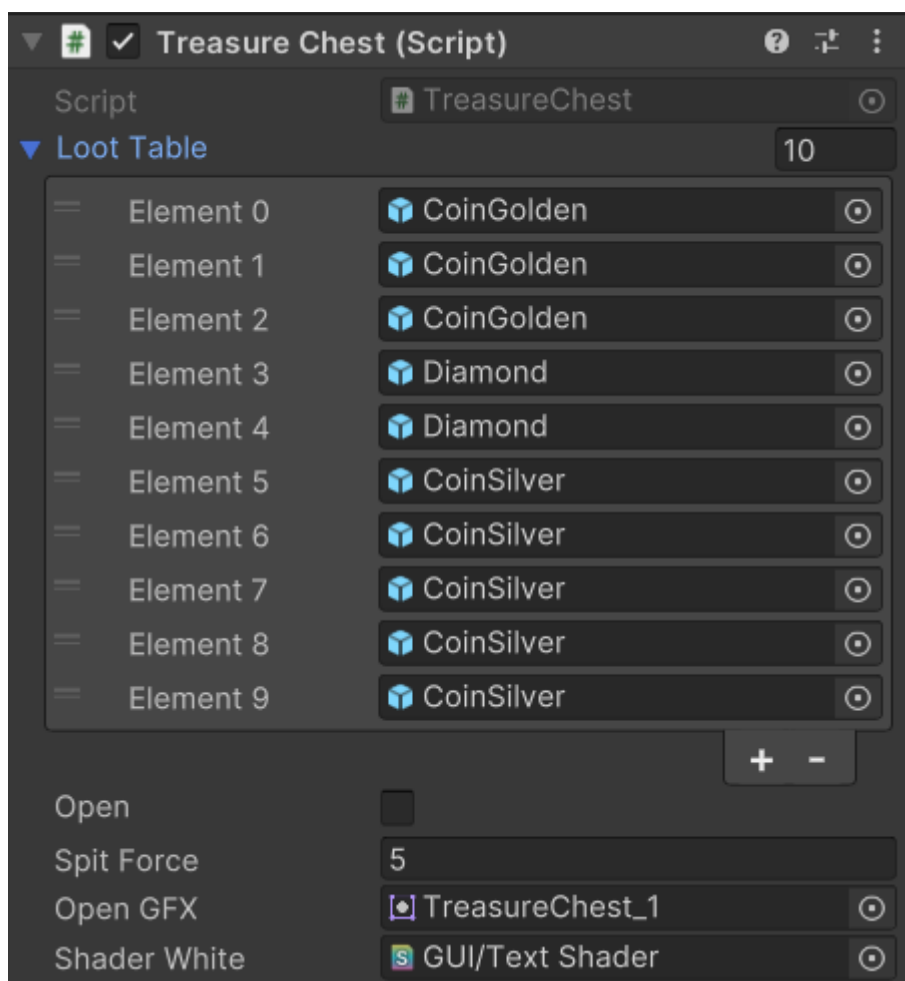 Treasure Chest (Script)
Script TreasureChest
Loot Table 10
Element 0 CoinGolden
Element 1 CoinGolden
Element 2 CoinGolden
Element 3 Diamond
Element 4 Diamond
Element 5 CoinSilver
Element 6 CoinSilver
Element 7 CoinSilver
Element 8 CoinSilver
Element 9 CoinSilver
+ -
Open
Spit Force 5
Open GFX TreasureChest_1
Shader White GUI/Text Shader